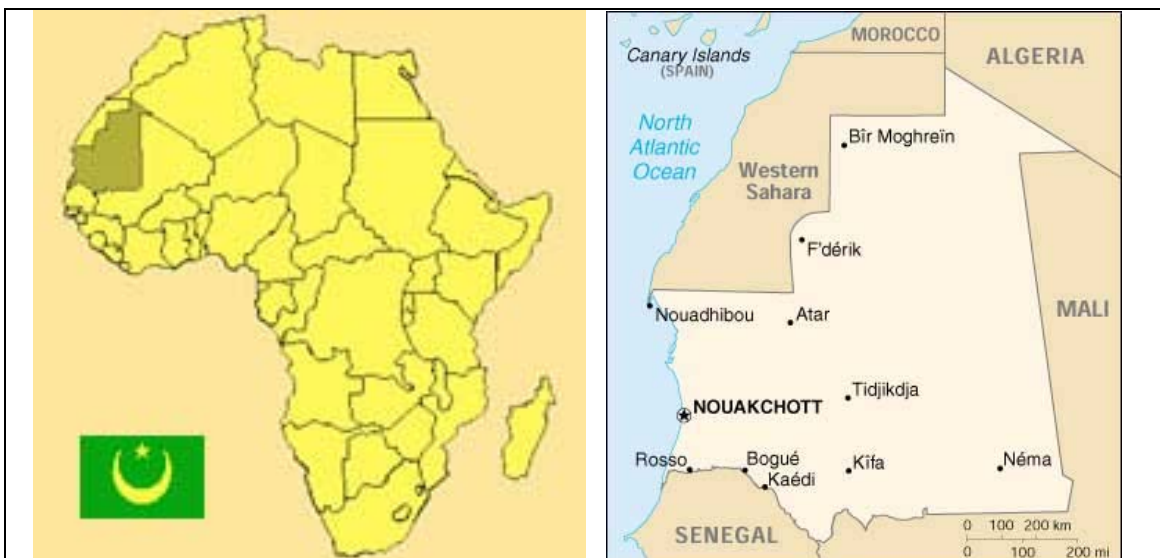 MOROCCO
Canary Islands
(SPAIN)
ALGERIA
North
Atlantic
Ocean
Bîr Moghreïn
Western
Sahara
F'dérik
Nouadhibou
Atar
MALI
Tidjikdja
NOUAKCHOTT
Rosso
Bogué
Kîfa
Néma
Kaédi
SENEGAL
0 100 200 km
0 100 200 mi